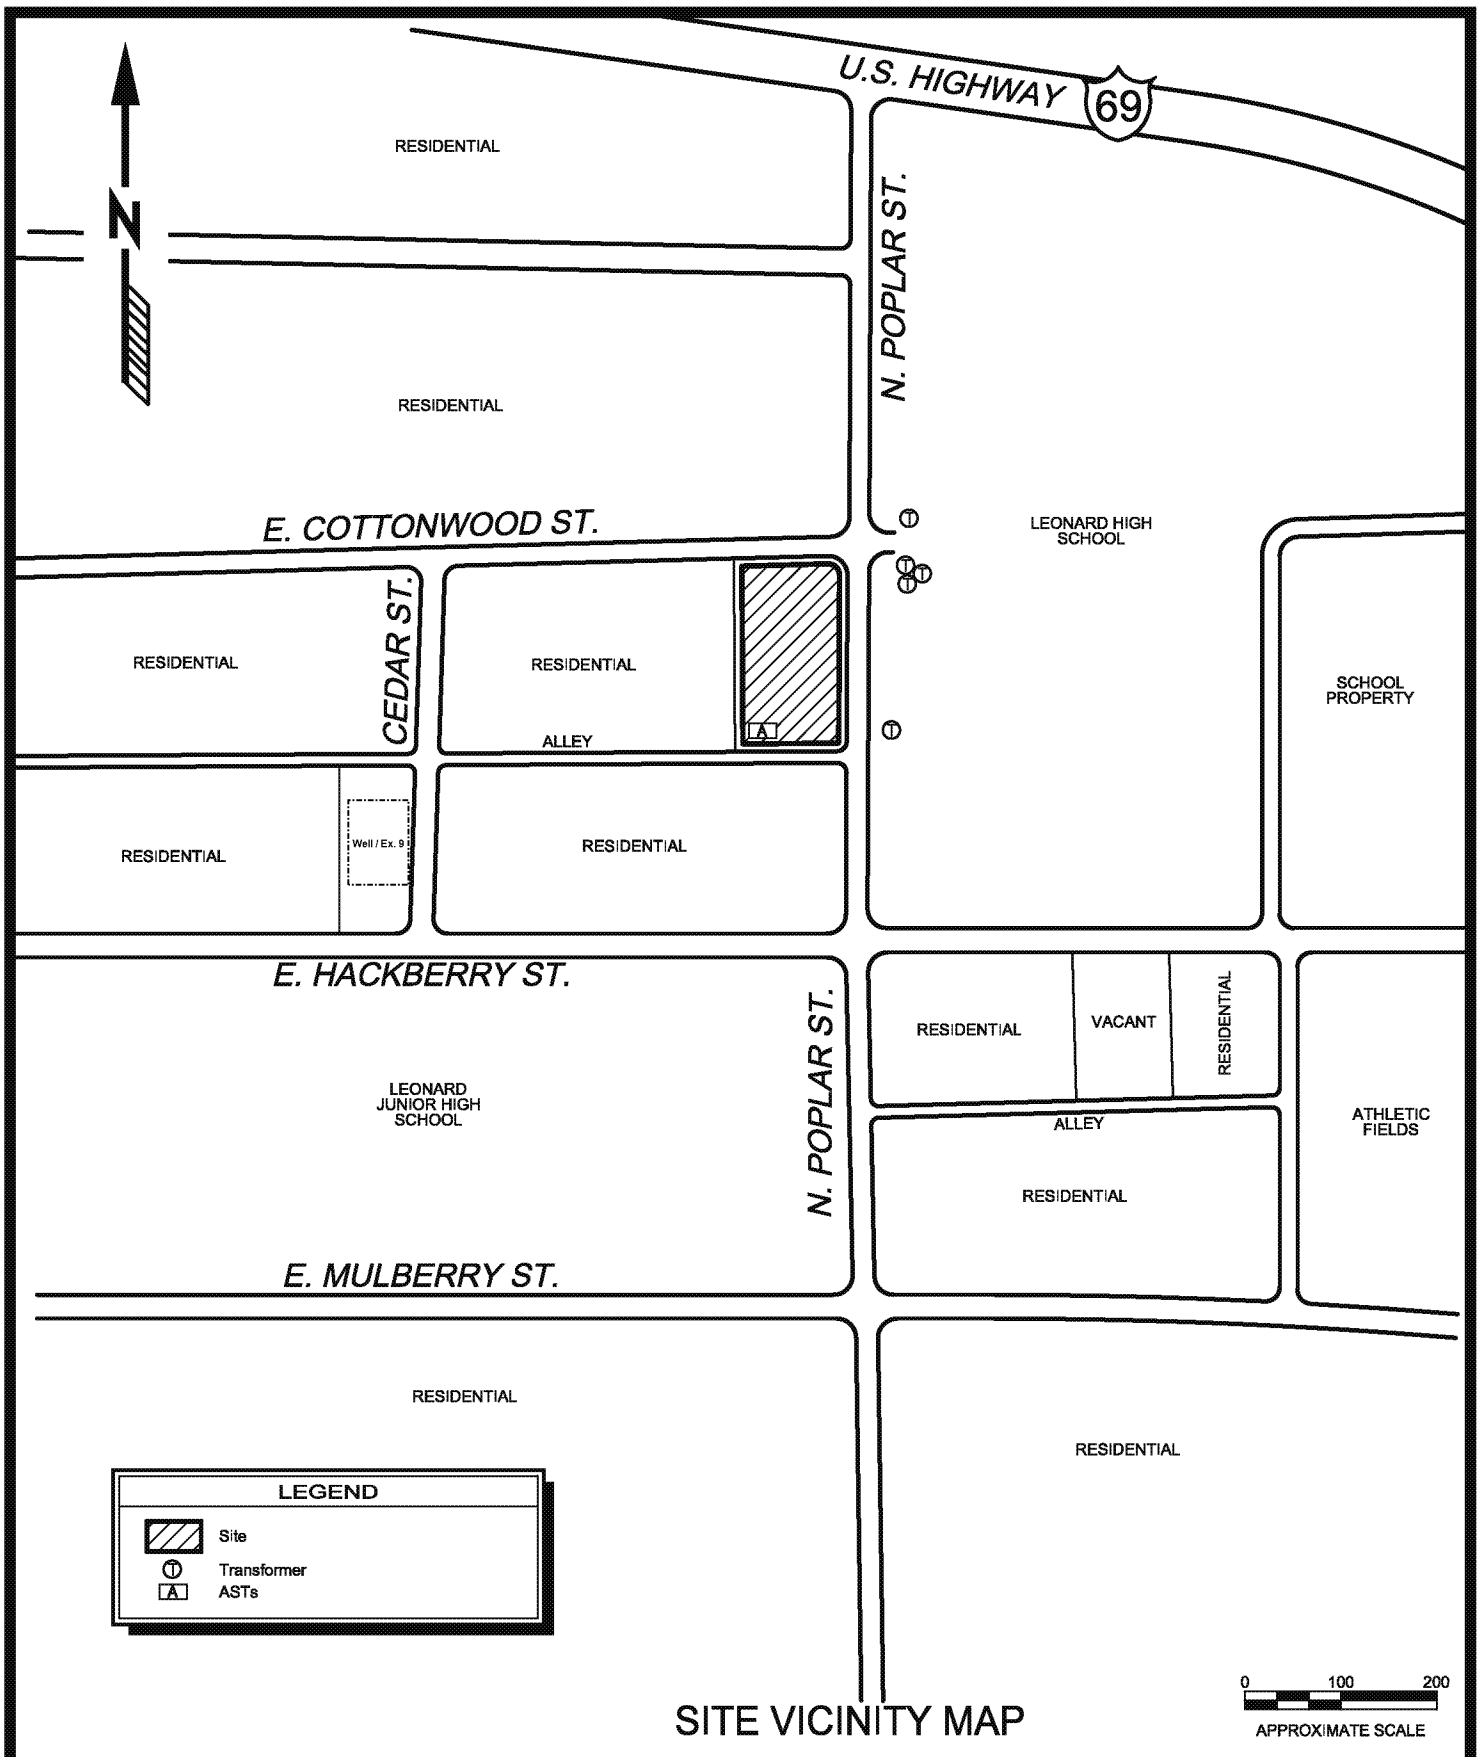 U.S. HIGHWAY
69
RESIDENTIAL
N
N. POPLAR ST.
RESIDENTIAL
E. COTTONWOOD ST.
T
LEONARD HIGH
SCHOOL
T
T
T
CEDAR ST.
RESIDENTIAL
RESIDENTIAL
SCHOOL
PROPERTY
A
T
ALLEY
Well / Ex. 9
RESIDENTIAL
RESIDENTIAL
E. HACKBERRY ST.
N. POPLAR ST.
RESIDENTIAL
VACANT
RESIDENTIAL
LEONARD
JUNIOR HIGH
SCHOOL
ALLEY
ATHLETIC
FIELDS
RESIDENTIAL
E. MULBERRY ST.
RESIDENTIAL
RESIDENTIAL
LEGEND
Site
T Transformer
A ASTs
0 100 200
APPROXIMATE SCALE
SITE VICINITY MAP